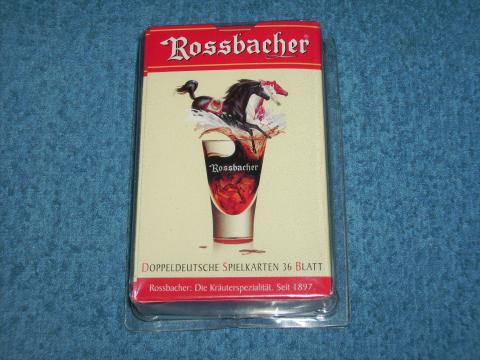 Rossbacher®
Rossbacher
DOPPELDEUTSCHE SPIELKARTEN 36 BLATT
Rossbacher: Die Kräuterspezialität. Seit 1897.